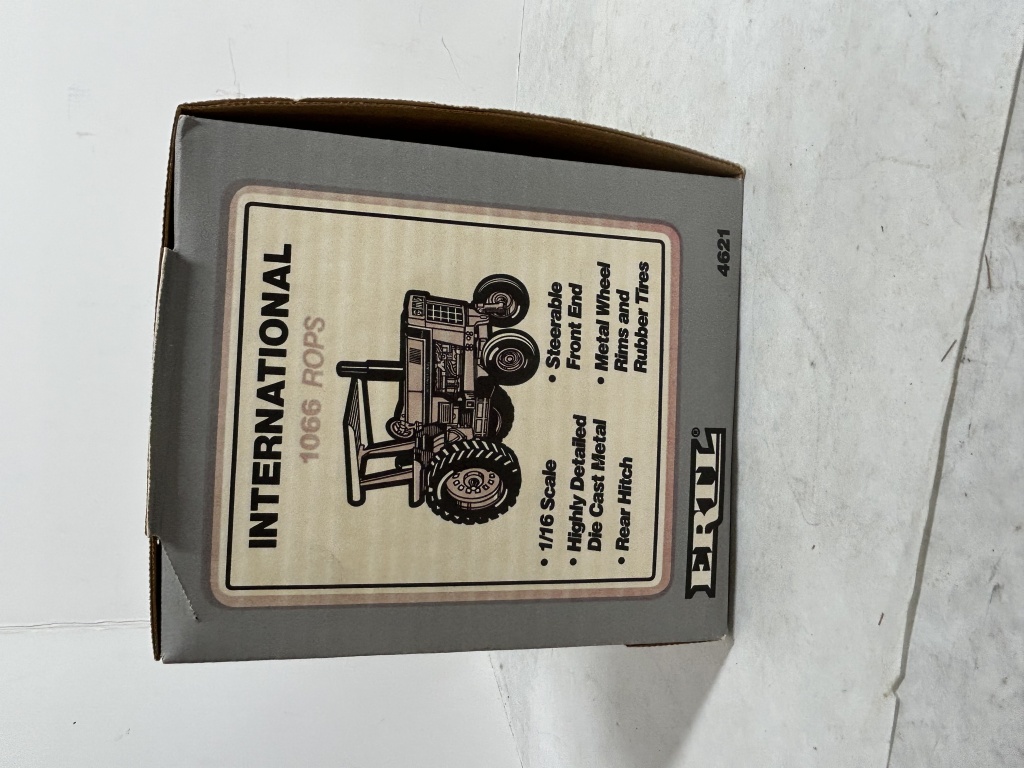 INTERNATIONAL
1066 ROPS
• 1/16 Scale
• Highly Detailed
Die Cast Metal
• Rear Hitch
• Steerable
Front End
• Metal Wheel
Rims and
Rubber Tires
ERTL®
4621